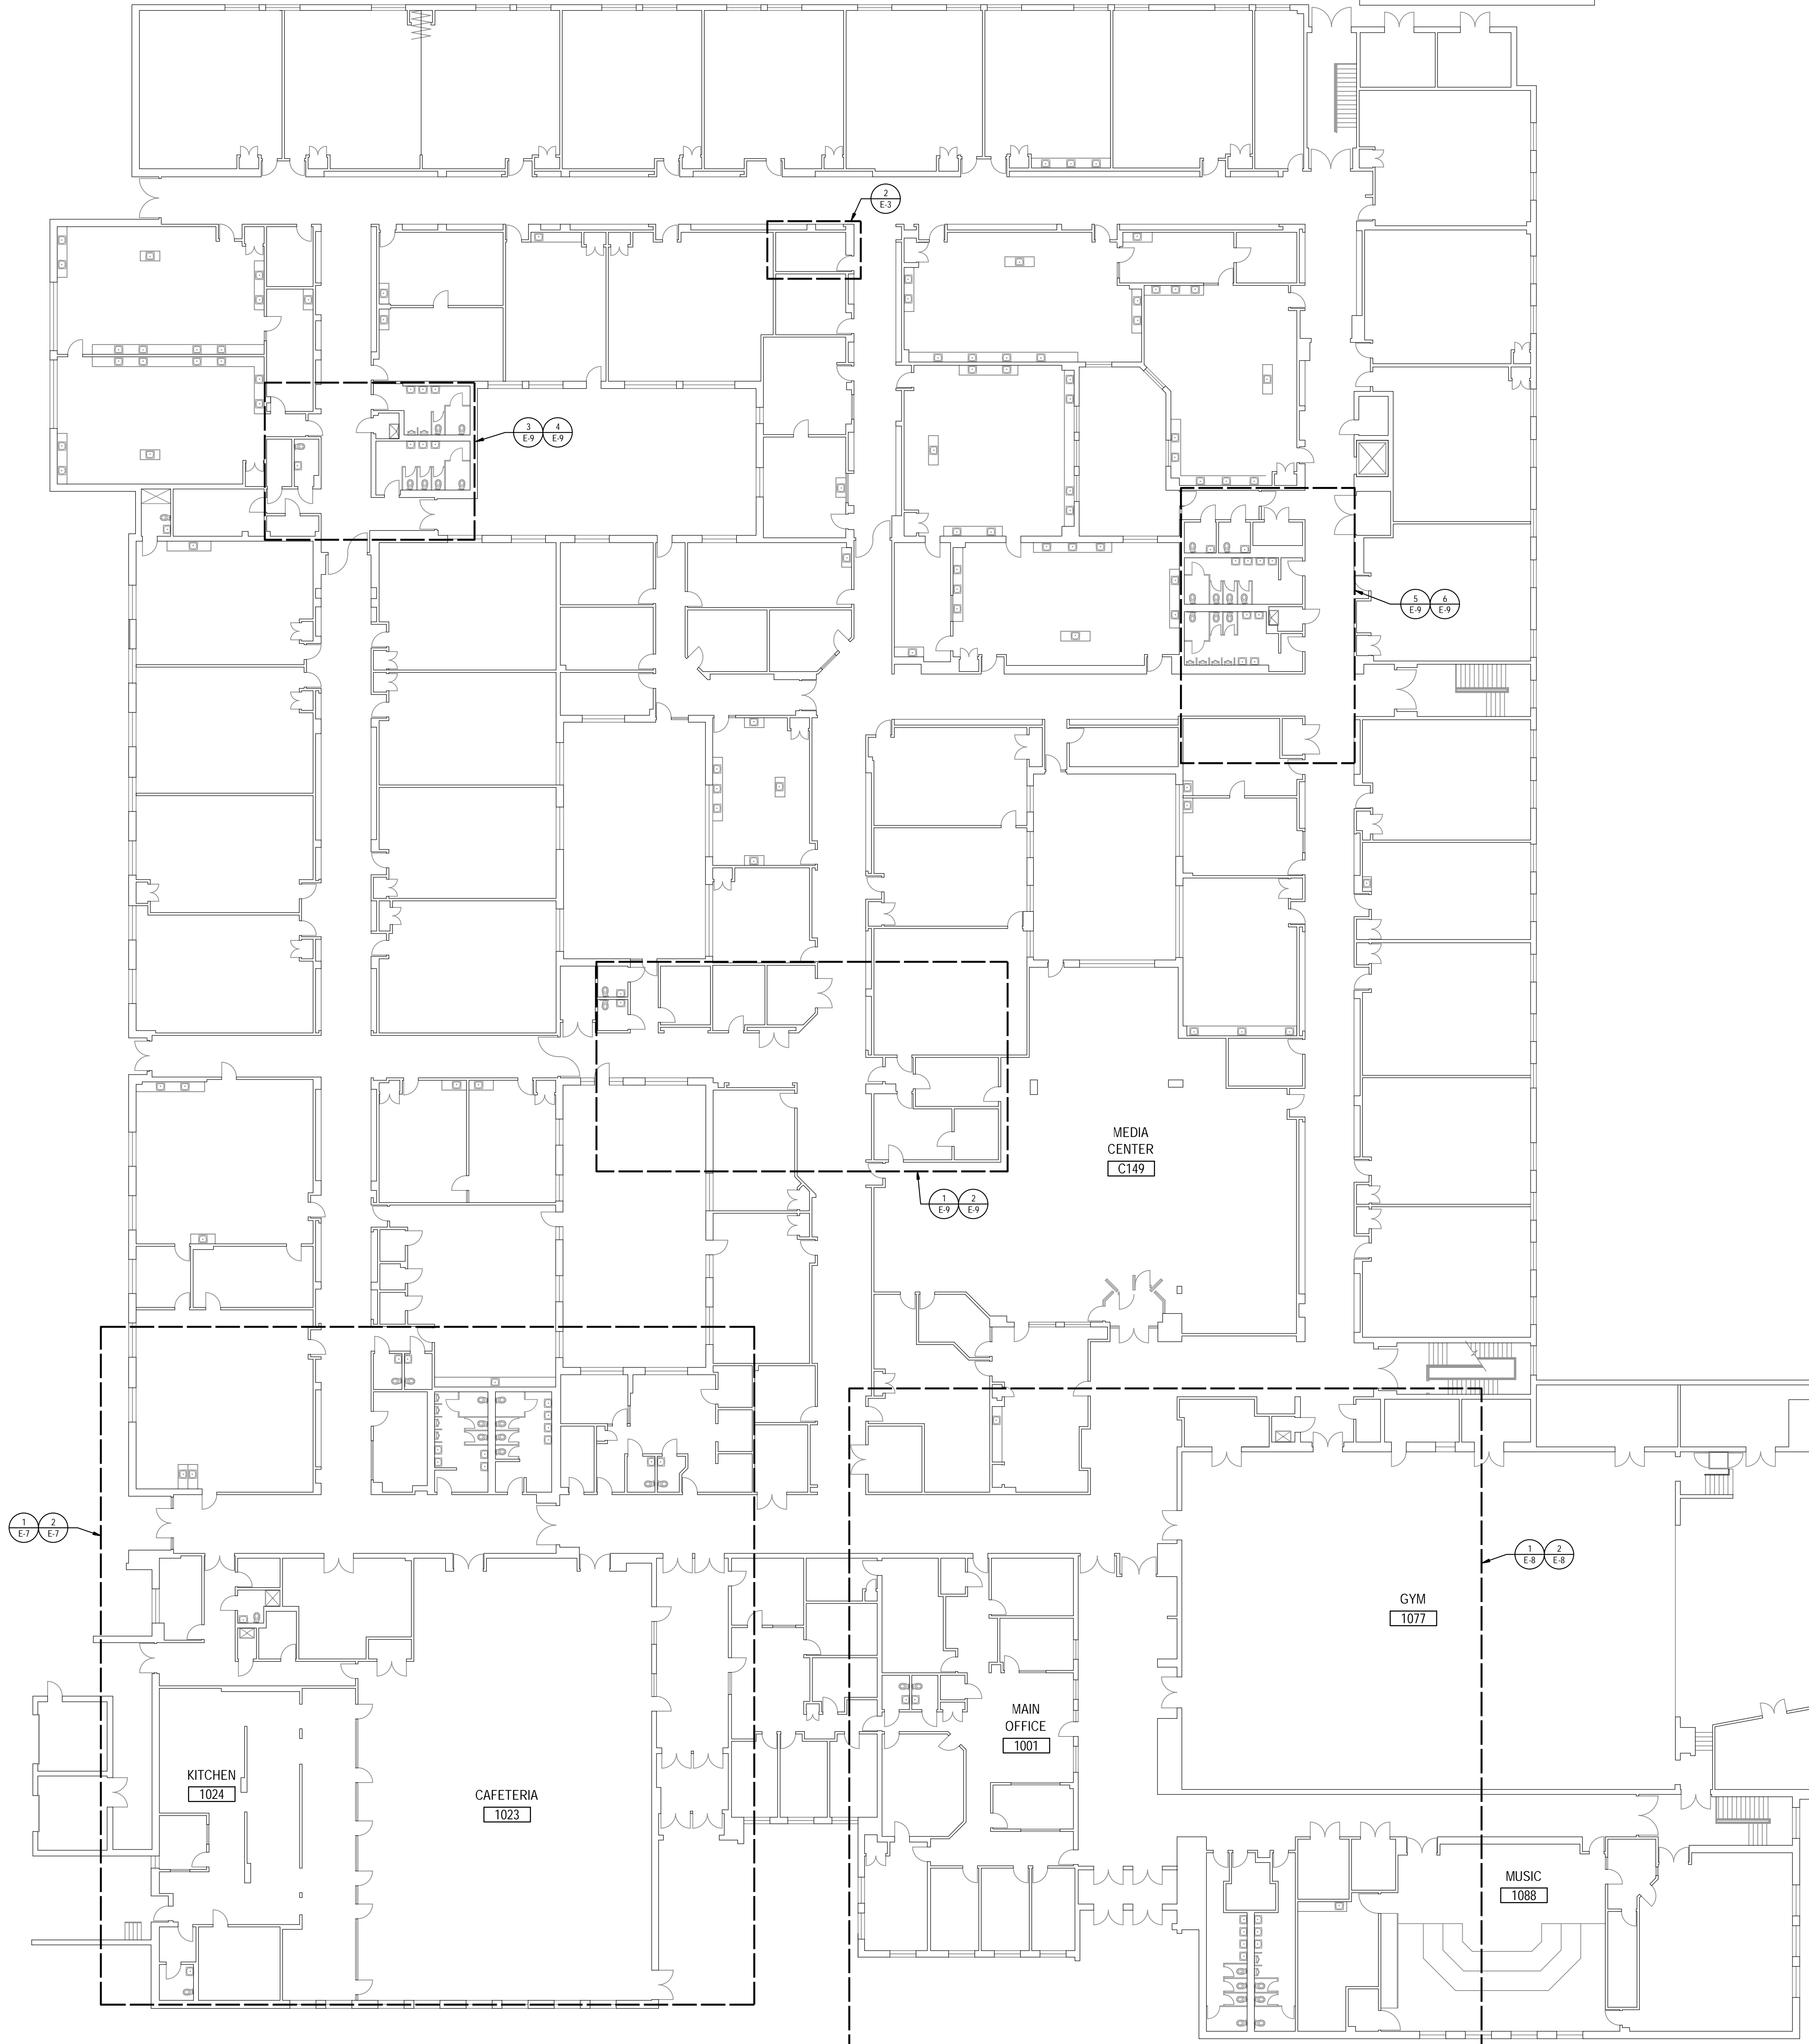 2
E-3
3 4
E-9 E-9
5 6
E-9 E-9
MEDIA
CENTER
C149
1 2
E-9 E-9
1 2
E-7 E-7
1 2
E-8 E-8
GYM
1077
MAIN
OFFICE
1001
KITCHEN
1024
CAFETERIA
1023
MUSIC
1088